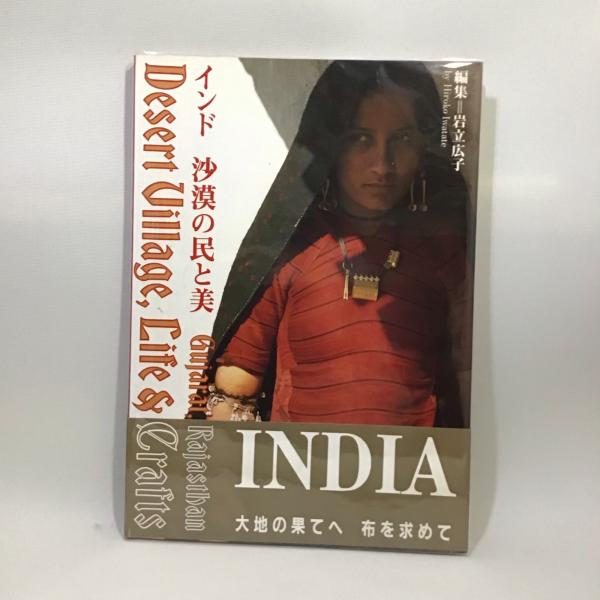 編集=岩立広子
by Hiroko Iwatate
インド 沙漠の民と美
Desert Village, Life & Crafts
Gujarat Rajasthan
INDIA
大地の果てへ 布を求めて